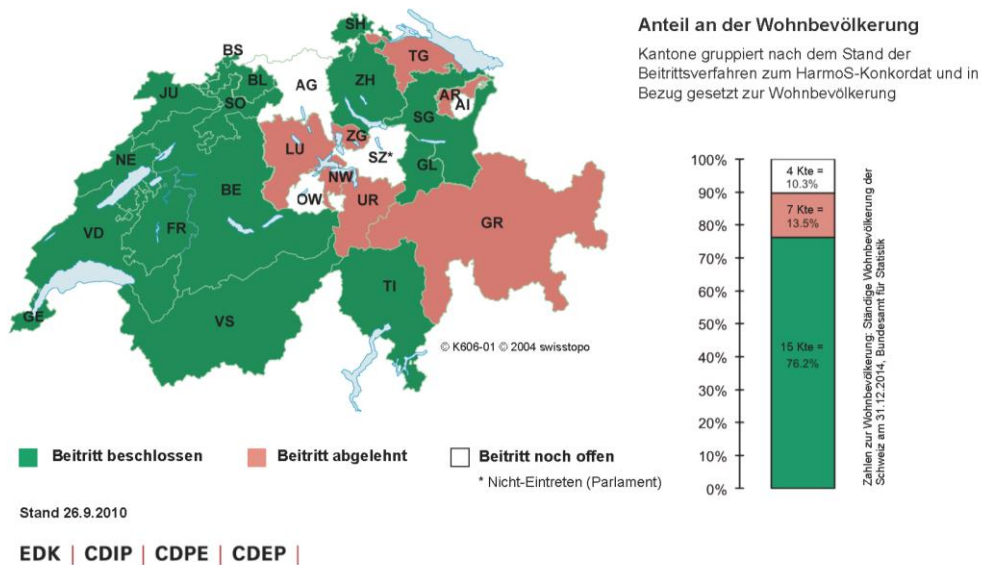 Anteil an der Wohnbevölkerung
Kantone gruppiert nach dem Stand der
Beitrittsverfahren zum HarmoS-Konkordat und in
Bezug gesetzt zur Wohnbevölkerung
SH
BS
BL
AG
ZH
TG
JU
SO
AR
AI
SG
NE
LU
ZG
SZ*
GL
BE
NW
OW
UR
GR
VD
FR
TI
GE
VS
© K606-01 © 2004 swisstopo
100%
90%
80%
70%
60%
50%
40%
30%
20%
10%
0%
4 Kte =
10.3%
7 Kte =
13.5%
15 Kte =
76.2%
Zahlen zur Wohnbevölkerung: Ständige Wohnbevölkerung der
Schweiz am 31.12.2014, Bundesamt für Statistik
Beitritt beschlossen
Beitritt abgelehnt
Beitritt noch offen
* Nicht-Eintreten (Parlament)
Stand 26.9.2010
EDK | CDIP | CDPE | CDEP |